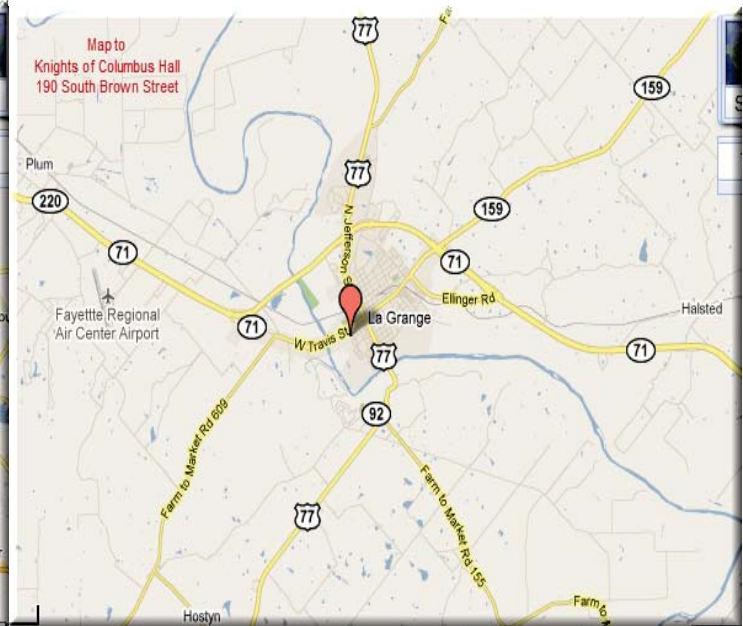 77
Map to
Knights of Columbus Hall
190 South Brown Street
159
Plum
77
220
159
N Jefferson S
71
71
Ellinger Rd
Fayettte Regional
Air Center Airport
Halsted
La Grange
71
W Travis St
71
77
92
Farm to Market Rd 609
Farm to Market Rd 155
77
Farm to M
Hostyn